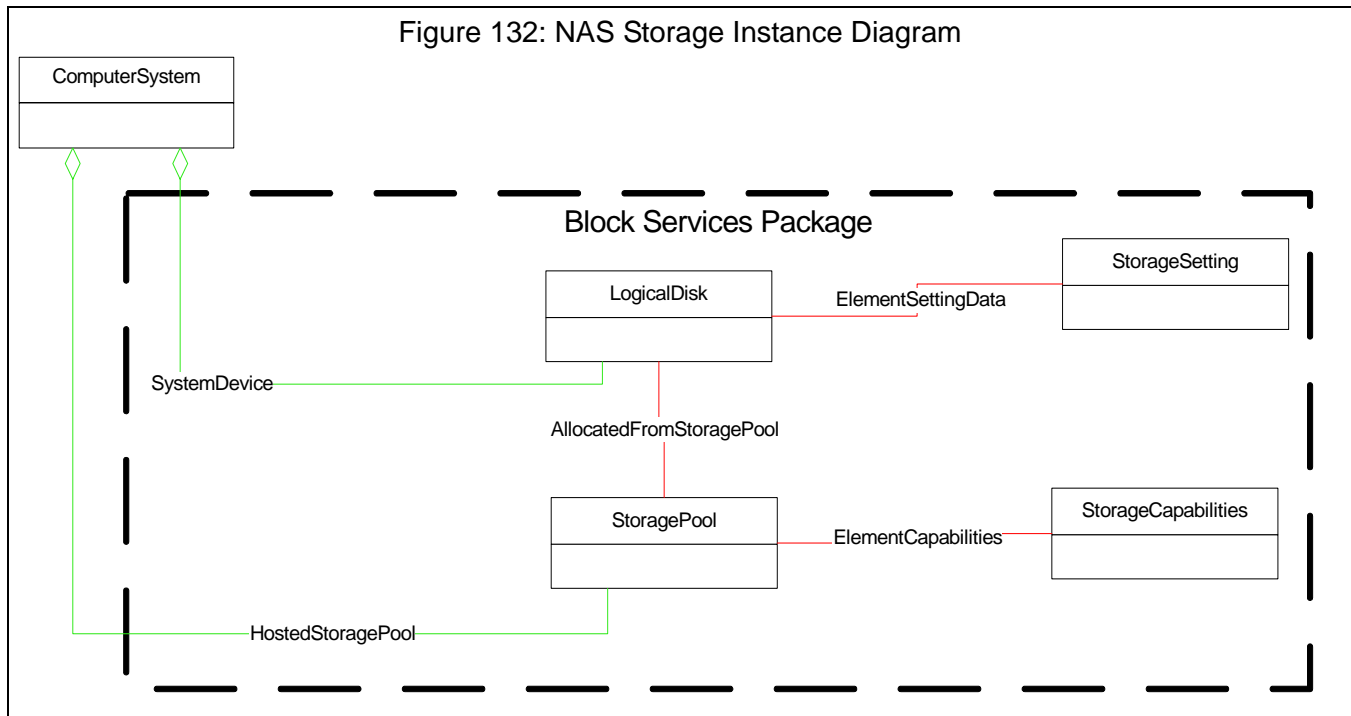 Figure 132: NAS Storage Instance Diagram
ComputerSystem
Block Services Package
StorageSetting
LogicalDisk
ElementSettingData
SystemDevice
AllocatedFromStoragePool
StoragePool
StorageCapabilities
ElementCapabilities
HostedStoragePool